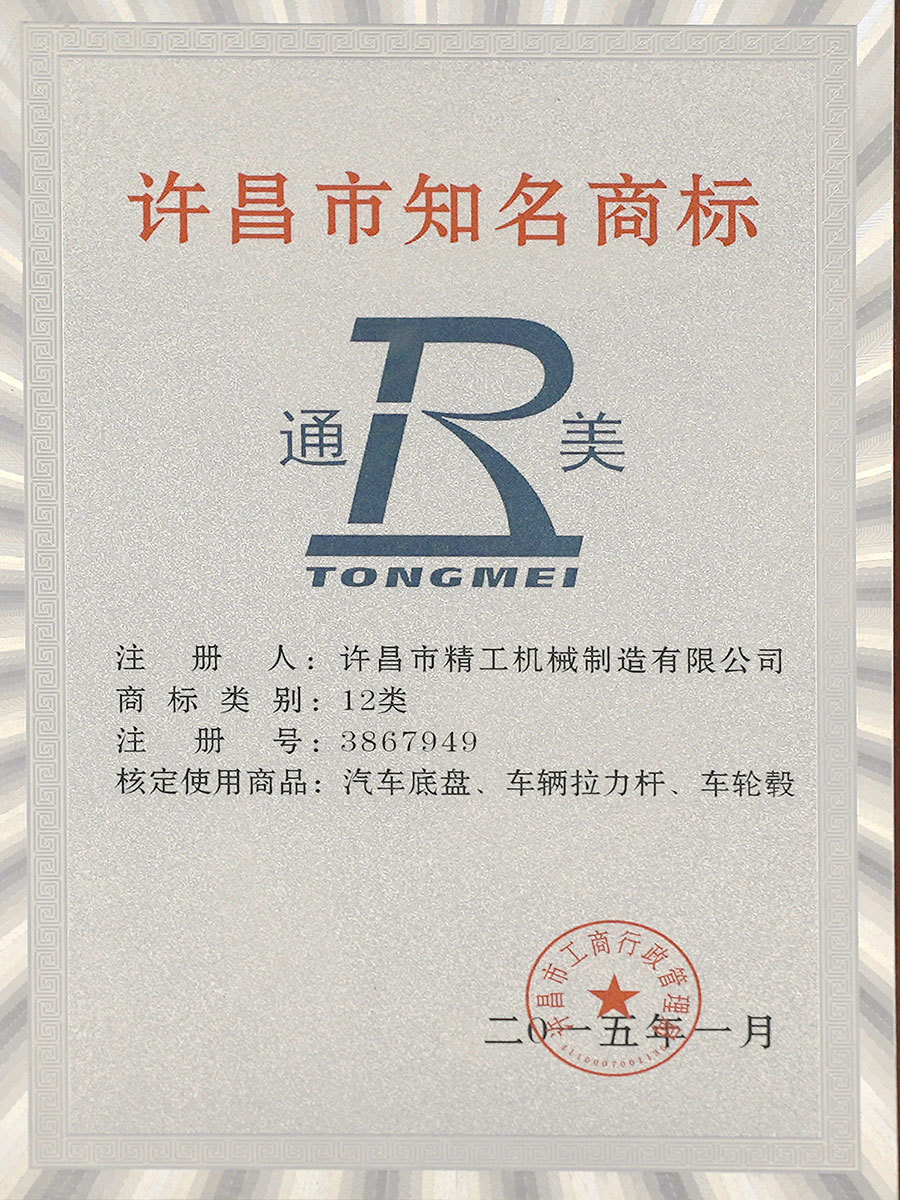 许昌市知名商标
通 美
TONGMEI
注册人：许昌市精工机械制造有限公司
商标类别：12类
注册号：3867949
核定使用商品：汽车底盘、车辆拉力杆、车轮毂
许昌市工商行政管理局
二0一五年一月